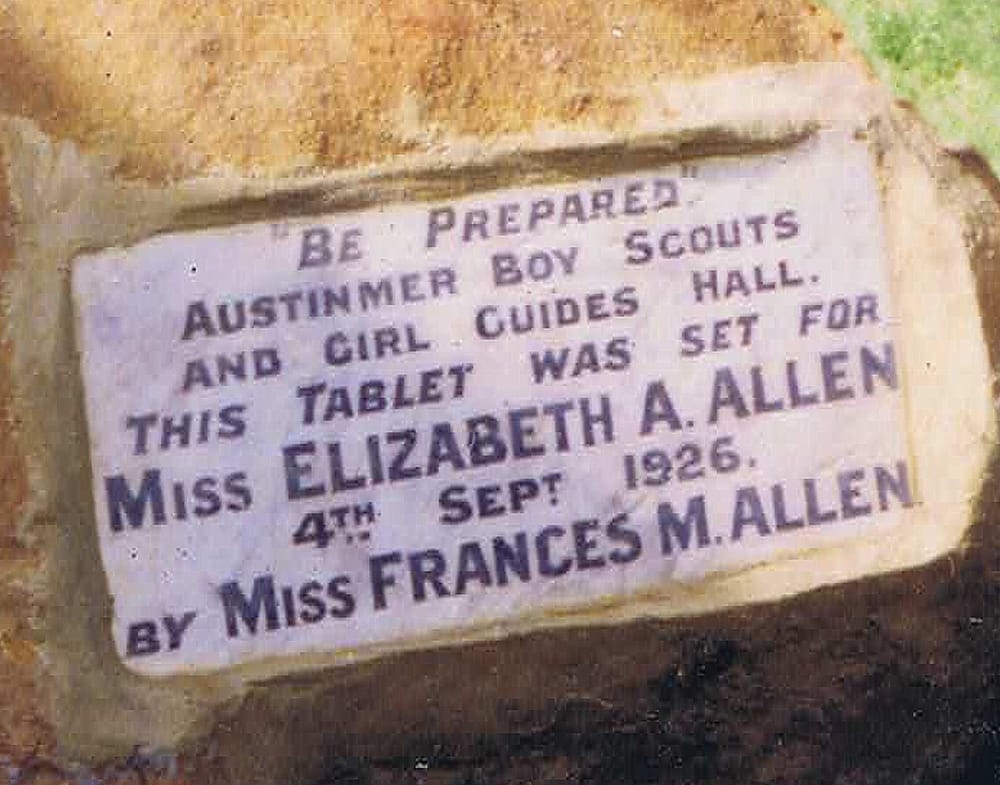 "BE PREPARED"
AUSTINMER BOY SCOUTS
AND GIRL GUIDES HALL.
THIS TABLET WAS SET FOR
MISS ELIZABETH A. ALLEN
4TH SEPT 1926.
BY MISS FRANCES M. ALLEN